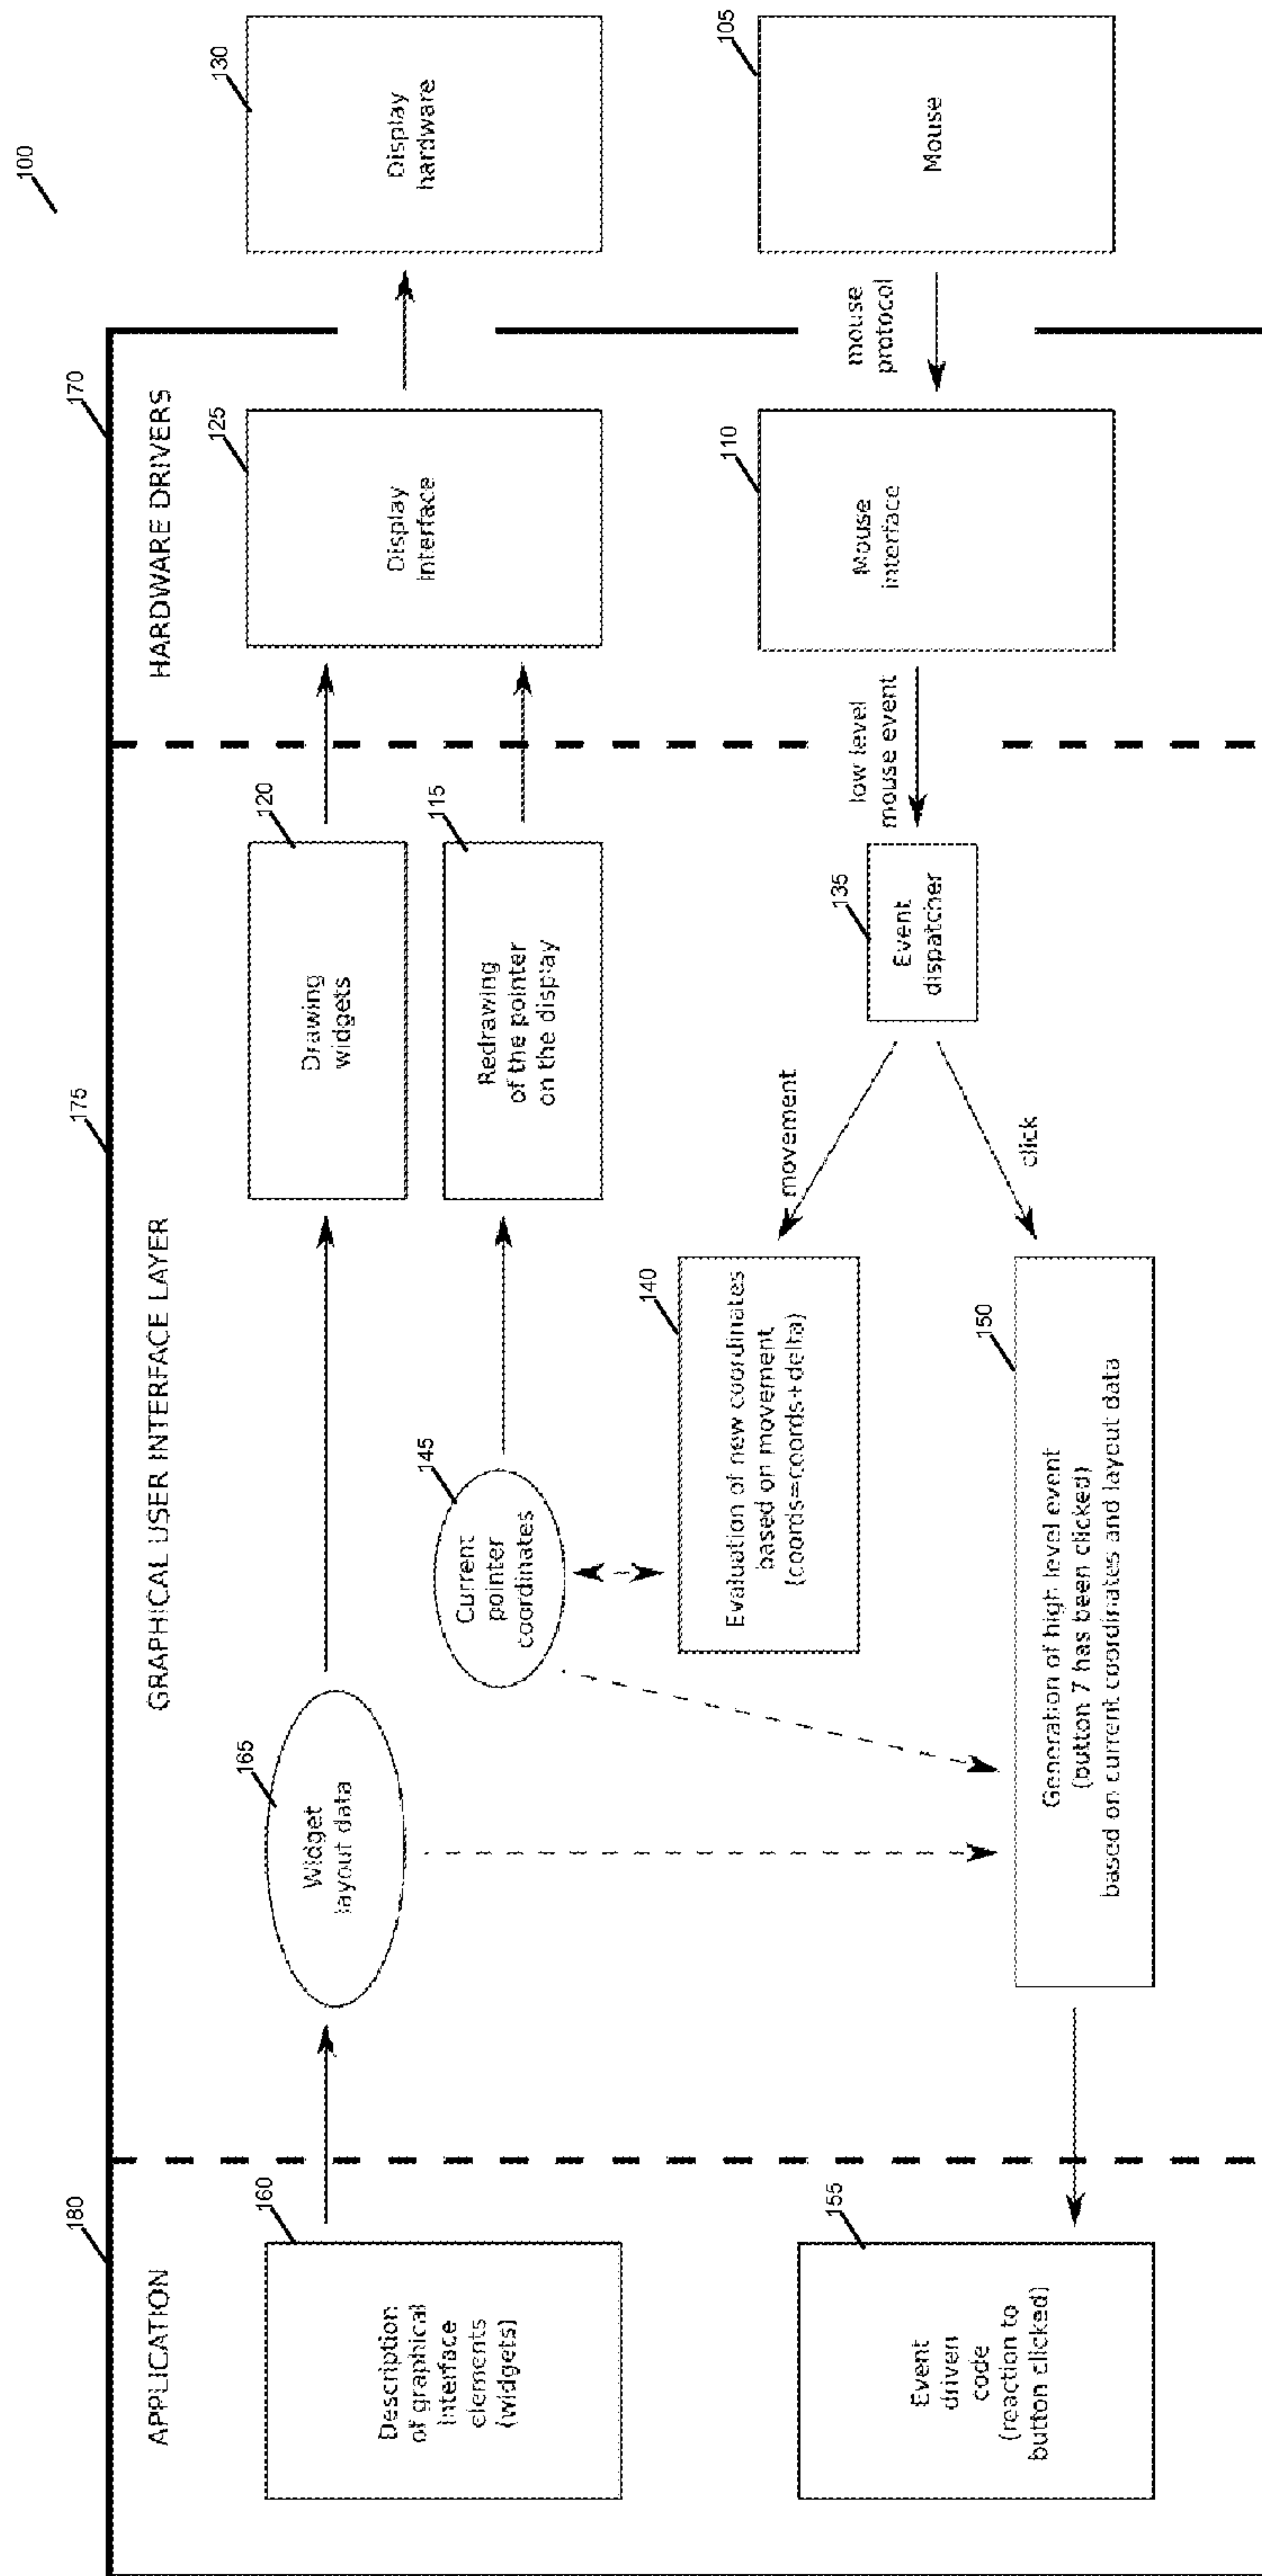 100
180
175
170
APPLICATION
GRAPHICAL USER INTERFACE LAYER
HARDWARE DRIVERS
160
Description
of graphical
interface
elements
(widgets)
165
Widget
layout data
120
Drawing
widgets
125
Display
interface
130
Display
hardware
145
Current
pointer
coordinates
115
Redrawing
of the pointer
on the display
140
Evaluation of new coordinates
based on movement
(coords=coords+delta)
movement
click
135
Event
dispatcher
low level
mouse event
110
Mouse
interface
mouse
protocol
105
Mouse
155
Event
driven
code
(reaction to
button clicked)
150
Generation of high level event
(button 7 has been clicked)
based on current coordinates and layout data